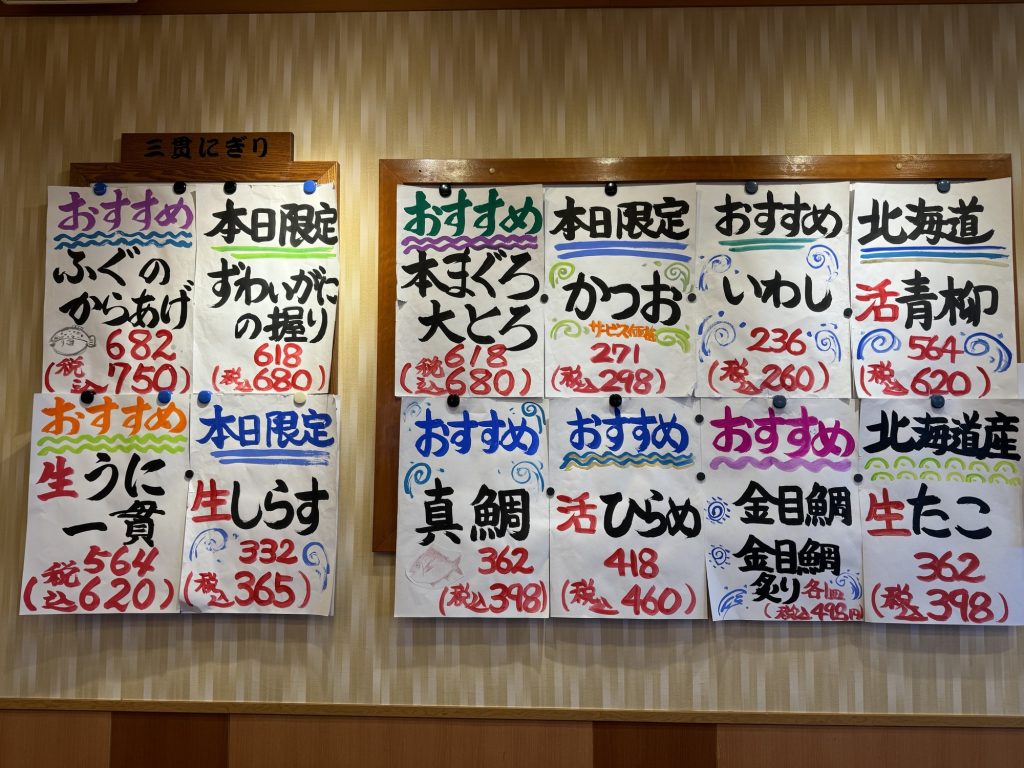 三貫にぎり
おすすめ
ふぐの
からあげ
682
(税込750)
本日限定
ずわいがに
の握り
618
(税込680)
おすすめ
生うに
一貫
564
(税込620)
本日限定
生しらす
332
(税込365)
おすすめ
本まぐろ
大とろ
618
(税込680)
本日限定
かつお
サービス価格
271
(税込298)
おすすめ
いわし
236
(税込260)
北海道
活青柳
564
(税込620)
おすすめ
真鯛
362
(税込398)
おすすめ
活ひらめ
418
(税込460)
おすすめ
金目鯛
金目鯛
炙り各皿
(税込498円)
北海道産
生たこ
362
(税込398)